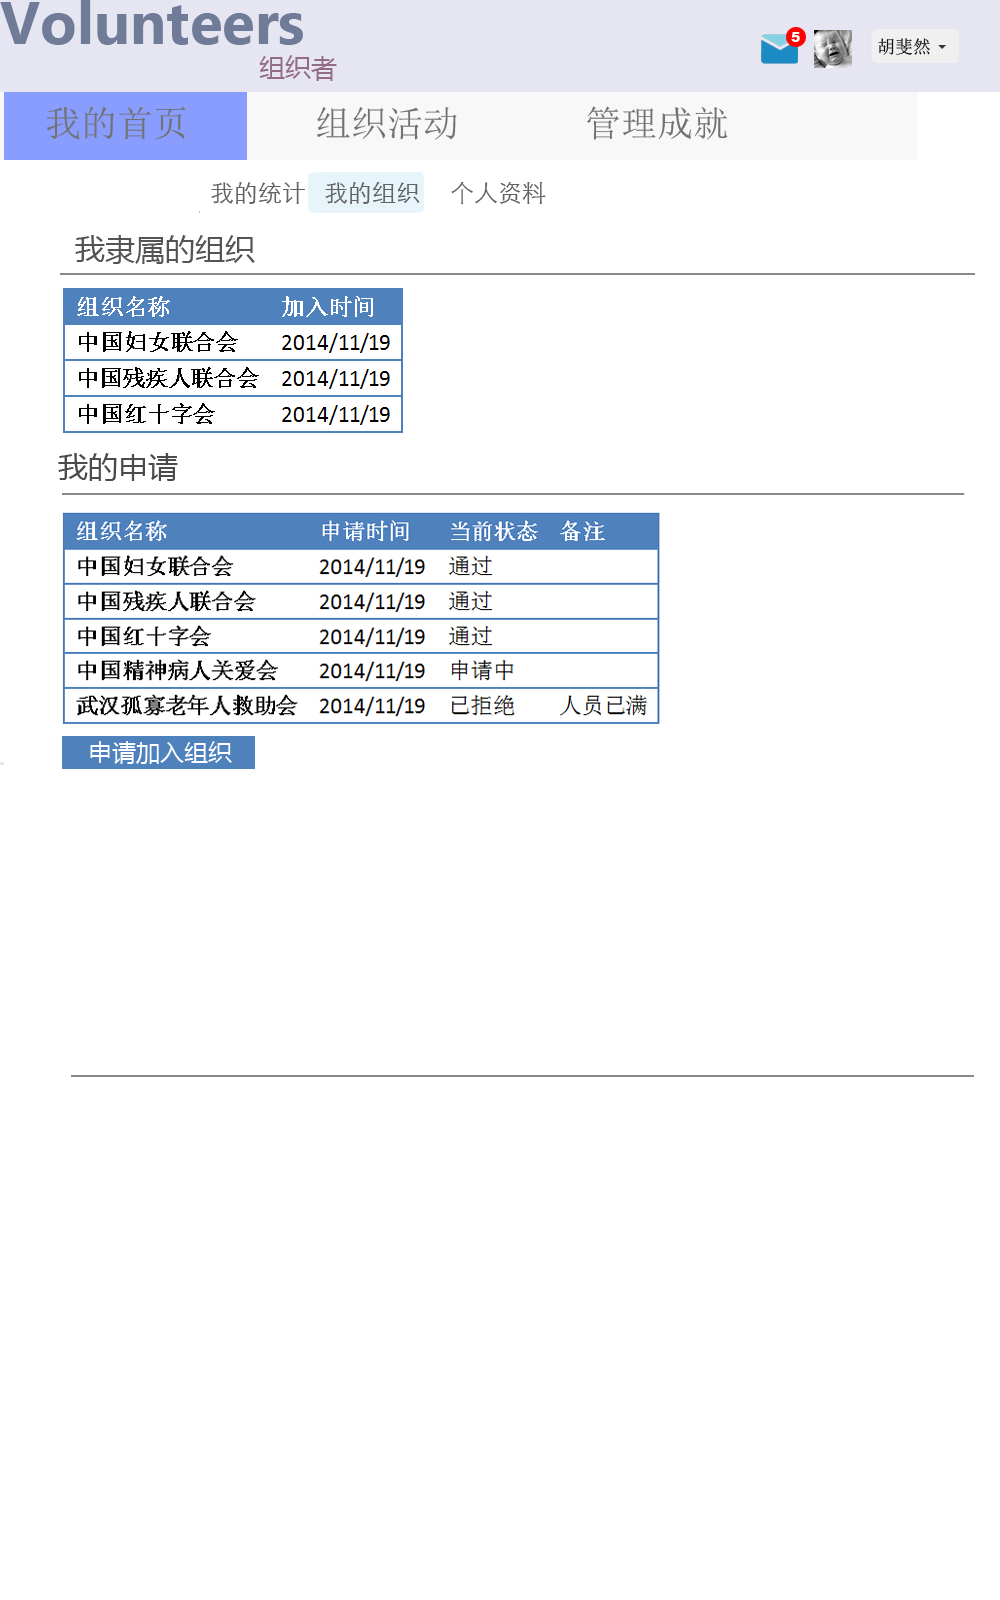 Volunteers
组织者
5
胡斐然
我的首页 组织活动 管理成就
我的统计 我的组织 个人资料
我隶属的组织
组织名称 加入时间
中国妇女联合会 2014/11/19
中国残疾人联合会 2014/11/19
中国红十字会 2014/11/19
我的申请
组织名称 申请时间 当前状态 备注
中国妇女联合会 2014/11/19 通过
中国残疾人联合会 2014/11/19 通过
中国红十字会 2014/11/19 通过
中国精神病人关爱会 2014/11/19 申请中
武汉孤寡老年人救助会 2014/11/19 已拒绝 人员已满
申请加入组织